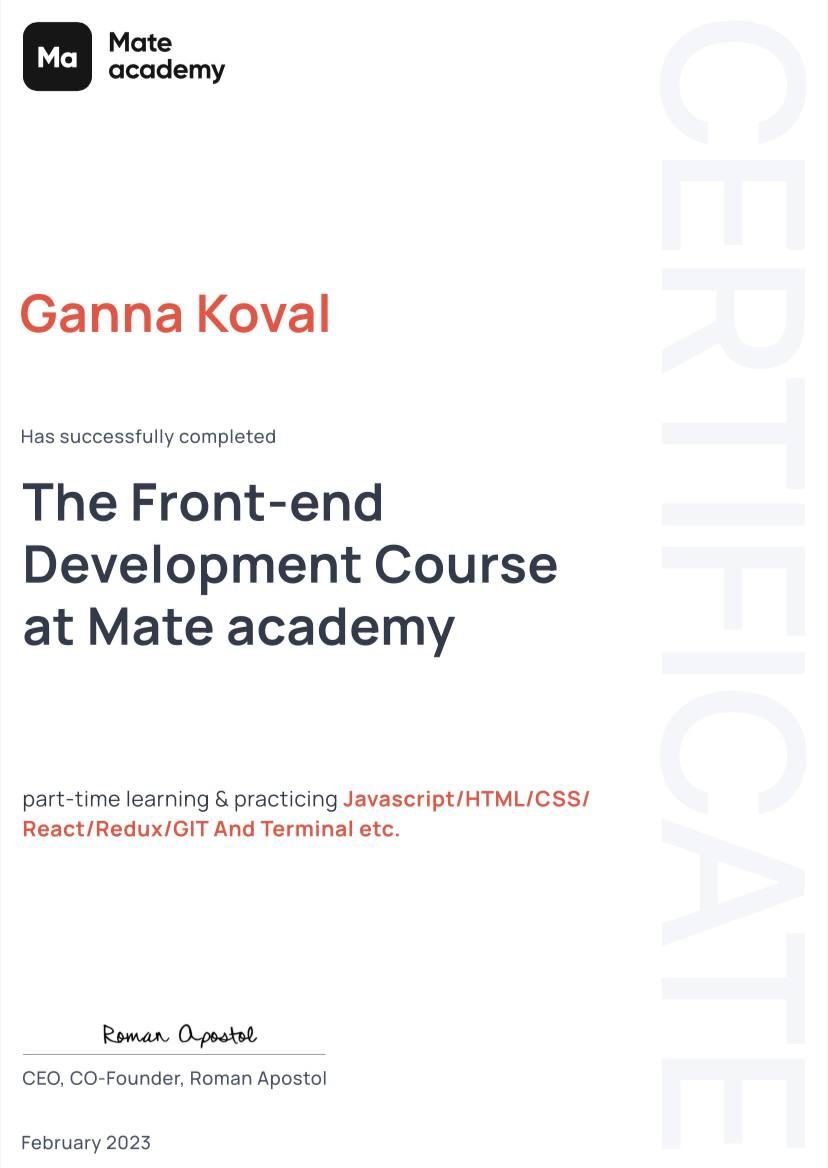 Ma
Mate
academy
CERTIFICATE
Ganna Koval
Has successfully completed
The Front-end
Development Course
at Mate academy
part-time learning & practicing Javascript/HTML/CSS/
React/Redux/GIT And Terminal etc.
Roman Apostol
CEO, CO-Founder, Roman Apostol
February 2023